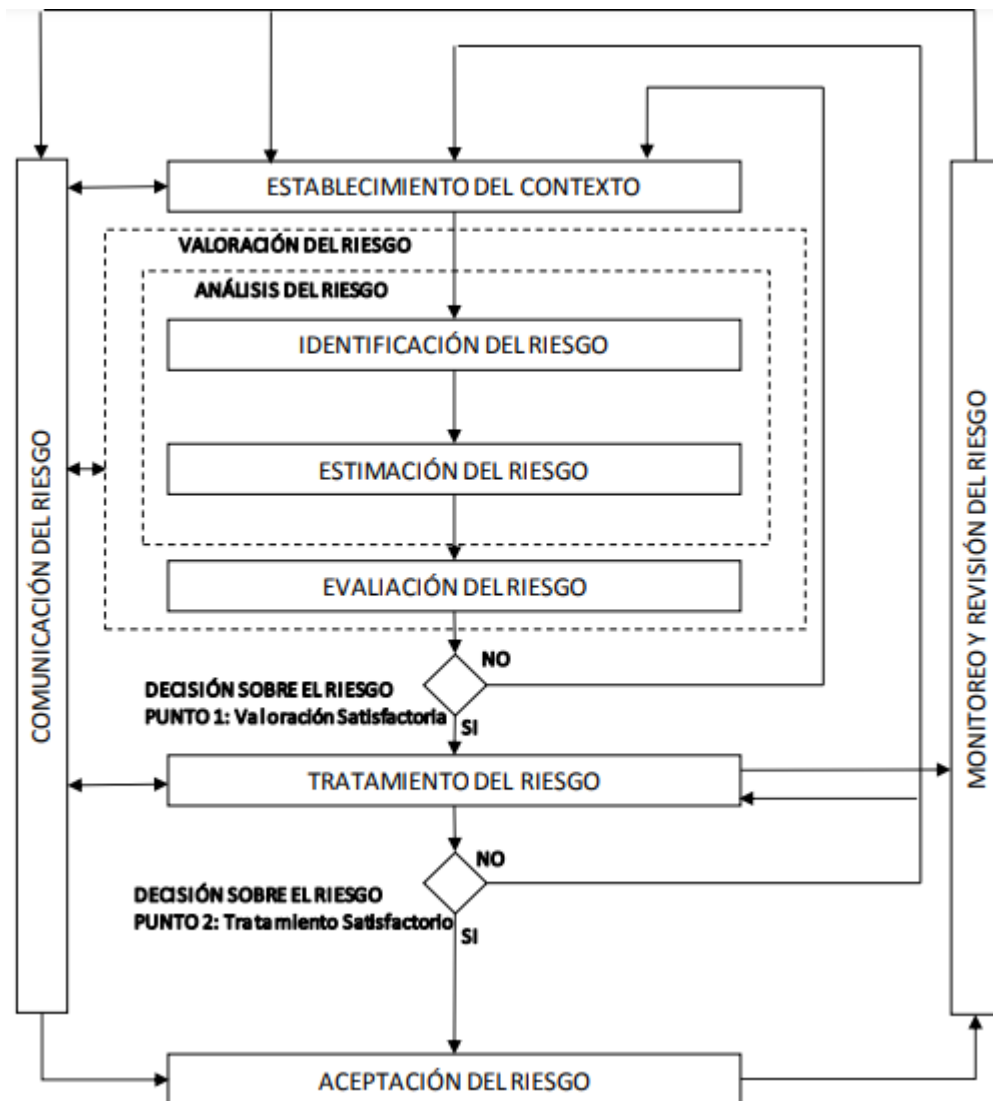 ESTABLECIMIENTO DEL CONTEXTO
VALORACIÓN DEL RIESGO
ANÁLISIS DEL RIESGO
IDENTIFICACIÓN DEL RIESGO
ESTIMACIÓN DEL RIESGO
EVALIACIÓN DEL RIESGO
NO
DECISIÓN SOBRE EL RIESGO
PUNTO 1: Valoración Satisfactoria
SI
TRATAMIENTO DEL RIESGO
NO
DECISIÓN SOBRE EL RIESGO
PUNTO 2: Tratamiento Satisfactorio
SI
ACEPTACIÓN DEL RIESGO
COMUNICACIÓN DEL RIESGO
MONITOREO Y REVISIÓN DEL RIESGO